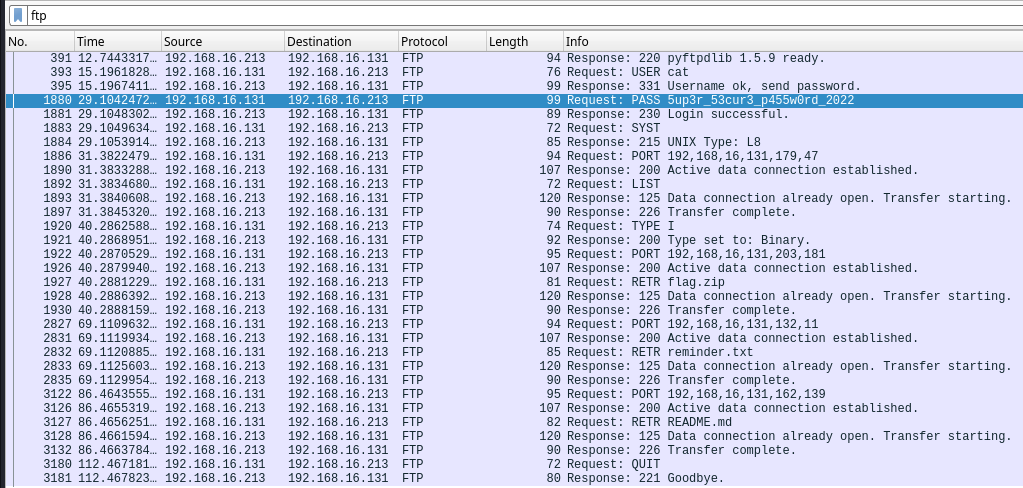 ftp
No. Time Source Destination Protocol Length Info
391 12.7443317… 192.168.16.213 192.168.16.131 FTP 94 Response: 220 pyftpdlib 1.5.9 ready.
393 15.1961828… 192.168.16.131 192.168.16.213 FTP 76 Request: USER cat
395 15.1967411… 192.168.16.213 192.168.16.131 FTP 99 Response: 331 Username ok, send password.
1880 29.1042472… 192.168.16.131 192.168.16.213 FTP 99 Request: PASS 5up3r_53cur3_p455w0rd_2022
1881 29.1048302… 192.168.16.213 192.168.16.131 FTP 89 Response: 230 Login successful.
1883 29.1049634… 192.168.16.131 192.168.16.213 FTP 72 Request: SYST
1884 29.1053914… 192.168.16.213 192.168.16.131 FTP 85 Response: 215 UNIX Type: L8
1886 31.3822479… 192.168.16.131 192.168.16.213 FTP 94 Request: PORT 192,168,16,131,179,47
1890 31.3833288… 192.168.16.213 192.168.16.131 FTP 107 Response: 200 Active data connection established.
1892 31.3834680… 192.168.16.131 192.168.16.213 FTP 72 Request: LIST
1893 31.3840608… 192.168.16.213 192.168.16.131 FTP 120 Response: 125 Data connection already open. Transfer starting.
1897 31.3845320… 192.168.16.213 192.168.16.131 FTP 90 Response: 226 Transfer complete.
1920 40.2862588… 192.168.16.131 192.168.16.213 FTP 74 Request: TYPE I
1921 40.2868951… 192.168.16.213 192.168.16.131 FTP 92 Response: 200 Type set to: Binary.
1922 40.2870529… 192.168.16.131 192.168.16.213 FTP 95 Request: PORT 192,168,16,131,203,181
1926 40.2879940… 192.168.16.213 192.168.16.131 FTP 107 Response: 200 Active data connection established.
1927 40.2881229… 192.168.16.131 192.168.16.213 FTP 81 Request: RETR flag.zip
1928 40.2886392… 192.168.16.213 192.168.16.131 FTP 120 Response: 125 Data connection already open. Transfer starting.
1930 40.2888159… 192.168.16.213 192.168.16.131 FTP 90 Response: 226 Transfer complete.
2827 69.1109632… 192.168.16.131 192.168.16.213 FTP 94 Request: PORT 192,168,16,131,132,11
2831 69.1119934… 192.168.16.213 192.168.16.131 FTP 107 Response: 200 Active data connection established.
2832 69.1120885… 192.168.16.131 192.168.16.213 FTP 85 Request: RETR reminder.txt
2833 69.1125603… 192.168.16.213 192.168.16.131 FTP 120 Response: 125 Data connection already open. Transfer starting.
2835 69.1129954… 192.168.16.213 192.168.16.131 FTP 90 Response: 226 Transfer complete.
3122 86.4643555… 192.168.16.131 192.168.16.213 FTP 95 Request: PORT 192,168,16,131,162,139
3126 86.4655319… 192.168.16.213 192.168.16.131 FTP 107 Response: 200 Active data connection established.
3127 86.4656251… 192.168.16.131 192.168.16.213 FTP 82 Request: RETR README.md
3128 86.4661594… 192.168.16.213 192.168.16.131 FTP 120 Response: 125 Data connection already open. Transfer starting.
3132 86.4663784… 192.168.16.213 192.168.16.131 FTP 90 Response: 226 Transfer complete.
3180 112.467181… 192.168.16.131 192.168.16.213 FTP 72 Request: QUIT
3181 112.467823… 192.168.16.213 192.168.16.131 FTP 80 Response: 221 Goodbye.